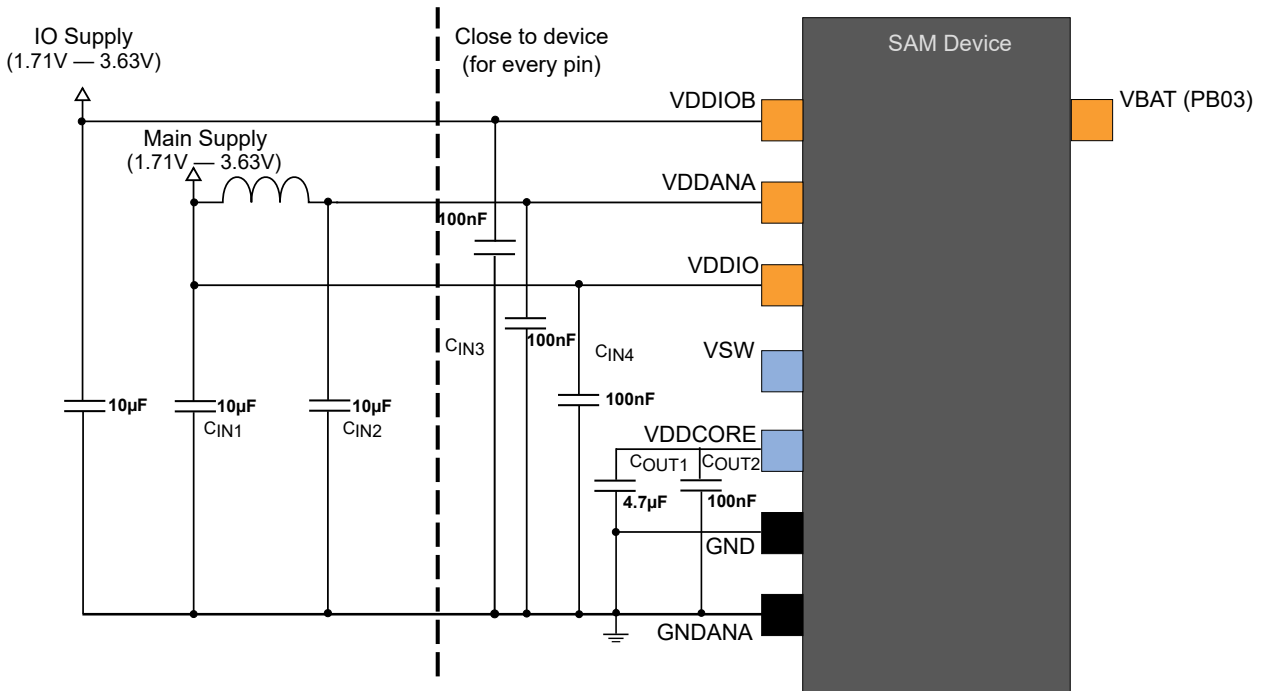 IO Supply
(1.71V — 3.63V)
Close to device
(for every pin)
SAM Device
VDDIOB
VBAT (PB03)
Main Supply
(1.71V — 3.63V)
VDDANA
100nF
VDDIO
100nF
CIN3
CIN4
VSW
100nF
10µF
10µF
CIN1
10µF
CIN2
VDDCORE
COUT1
COUT2
4.7µF
100nF
GND
GNDANA